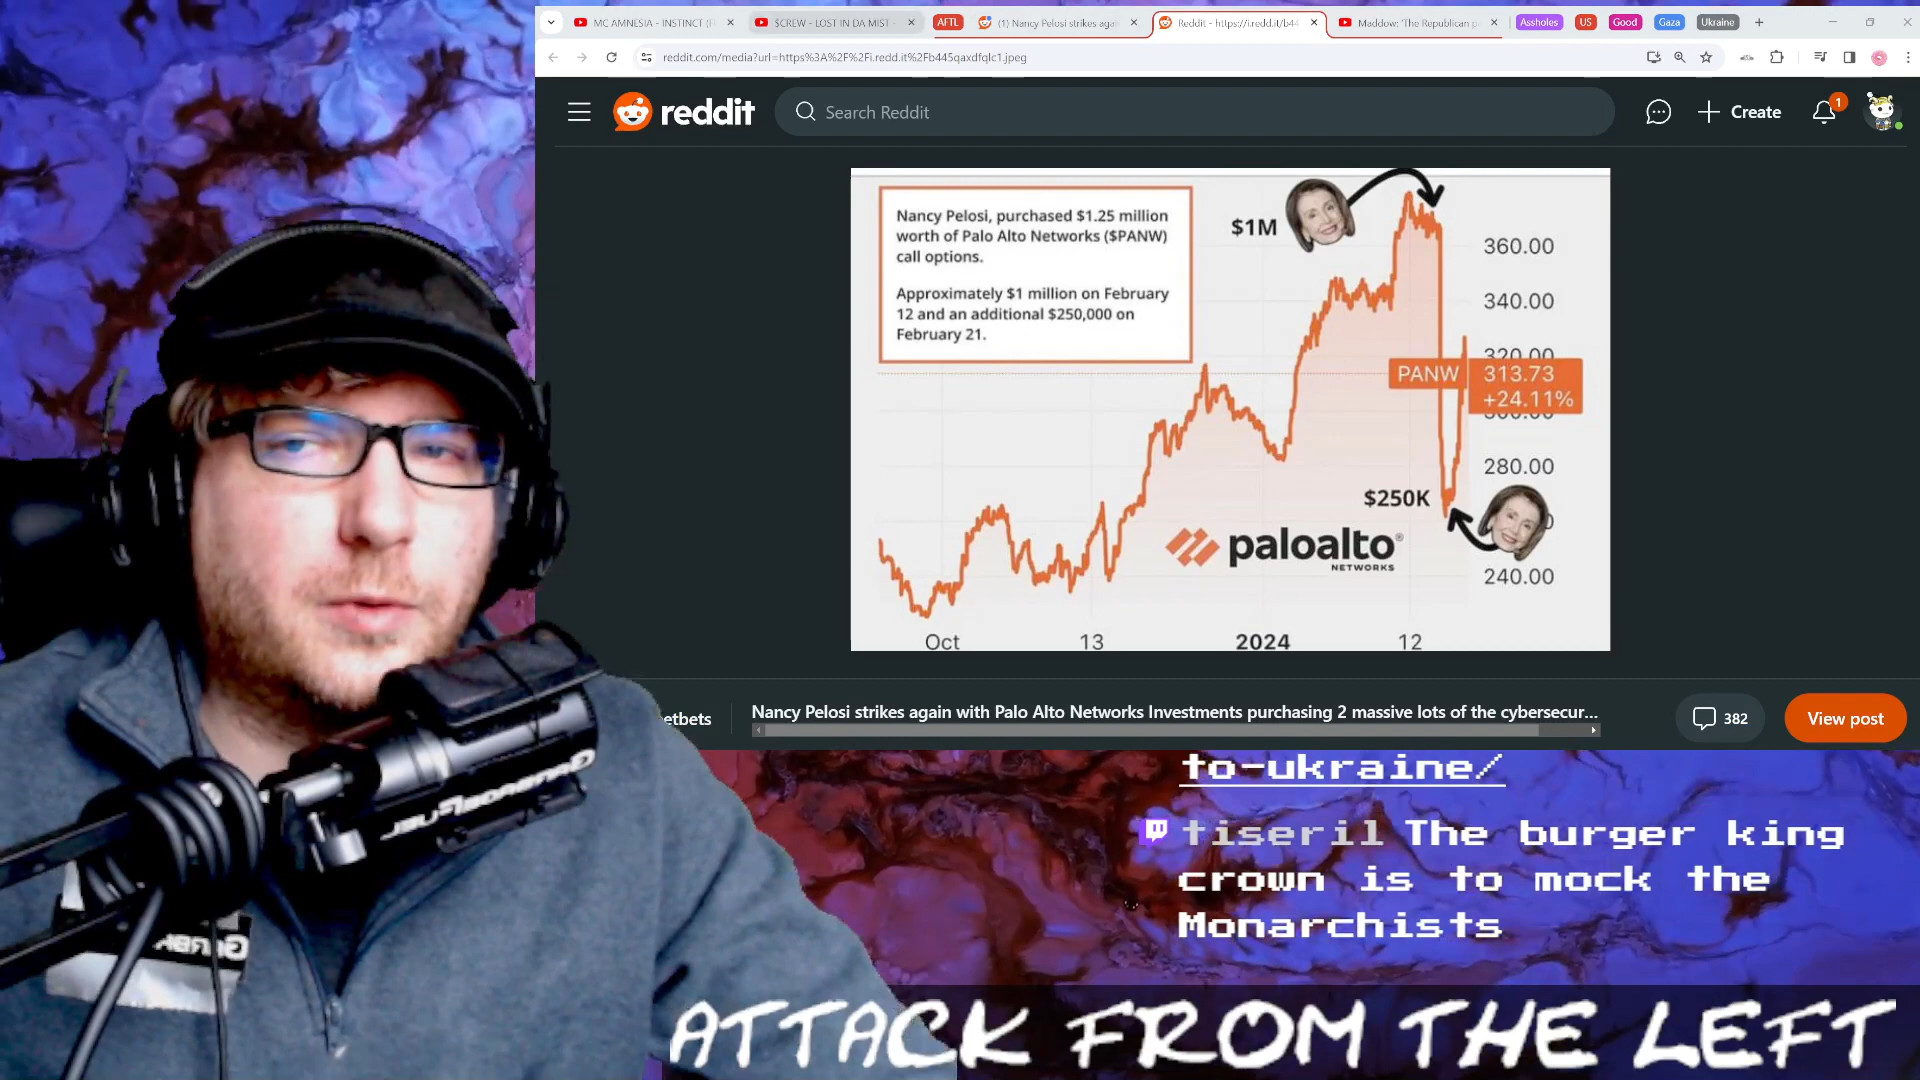 MC AMNESIA - INSTINCT (F
$CREW - LOST IN DA MIST -
AFTL
(1) Nancy Pelosi strikes agai
Reddit - https://i.redd.it/b44
Maddow: 'The Republican p
Assholes
US
Good
Gaza
Ukraine
reddit.com/media?url=https%3A%2F%2Fi.redd.it%2Fb445qaxdfqlc1.jpeg
reddit
Search Reddit
Create
1
Nancy Pelosi, purchased $1.25 million
worth of Palo Alto Networks ($PANW)
call options.
Approximately $1 million on February
12 and an additional $250,000 on
February 21.
$1M
360.00
340.00
320.00
PANW
313.73
+24.11%
300.00
280.00
$250K
paloalto®
NETWORKS
240.00
Oct
13
2024
12
etbets
Nancy Pelosi strikes again with Palo Alto Networks Investments purchasing 2 massive lots of the cybersecur...
382
View post
to-ukraine/
tiseril The burger king
crown is to mock the
Monarchists
ATTACK FROM THE LEFT